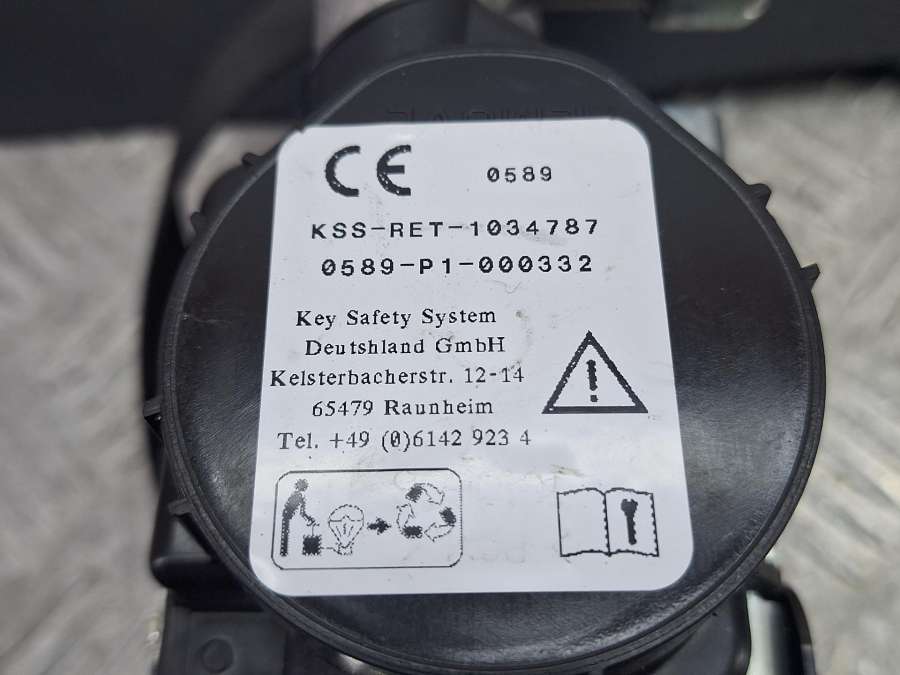 CE 0589
KSS-RET-1034787
0589-P1-000332
Key Safety System
Deutshland GmbH
Kelsterbacherstr. 12-14
65479 Raunheim
Tel. +49 (0)6142 923 4